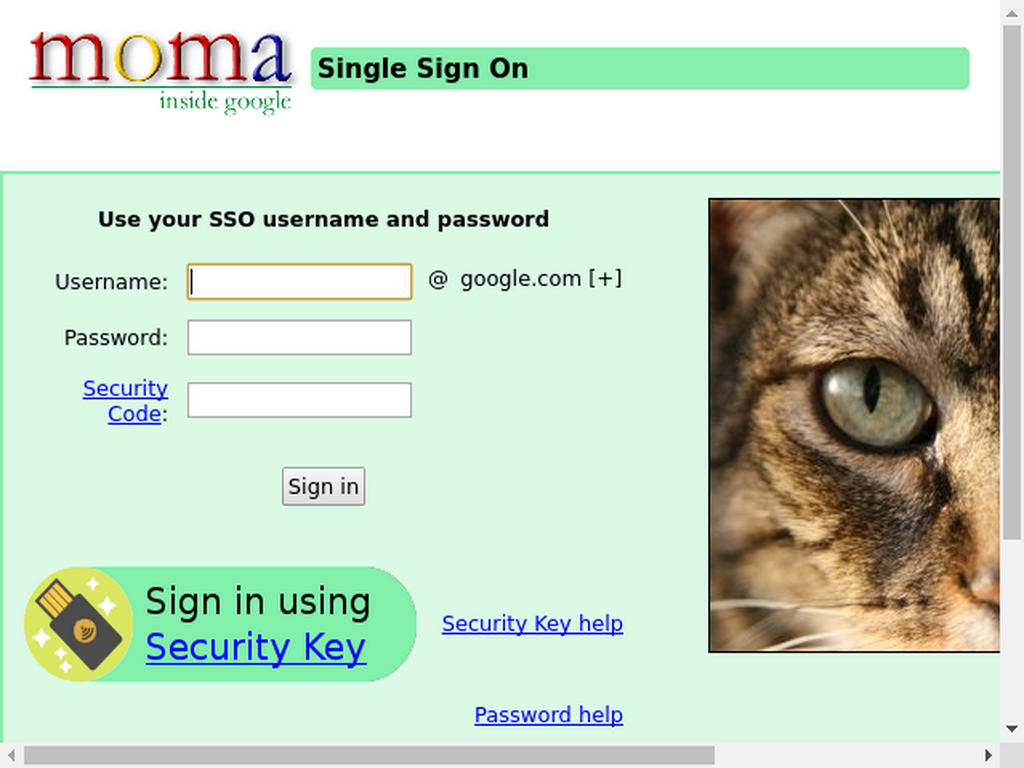 moma
inside google
Single Sign On
Use your SSO username and password
Username:
@ google.com [+]
Password:
Security
Code:
Sign in
Sign in using
Security Key
Security Key help
Password help